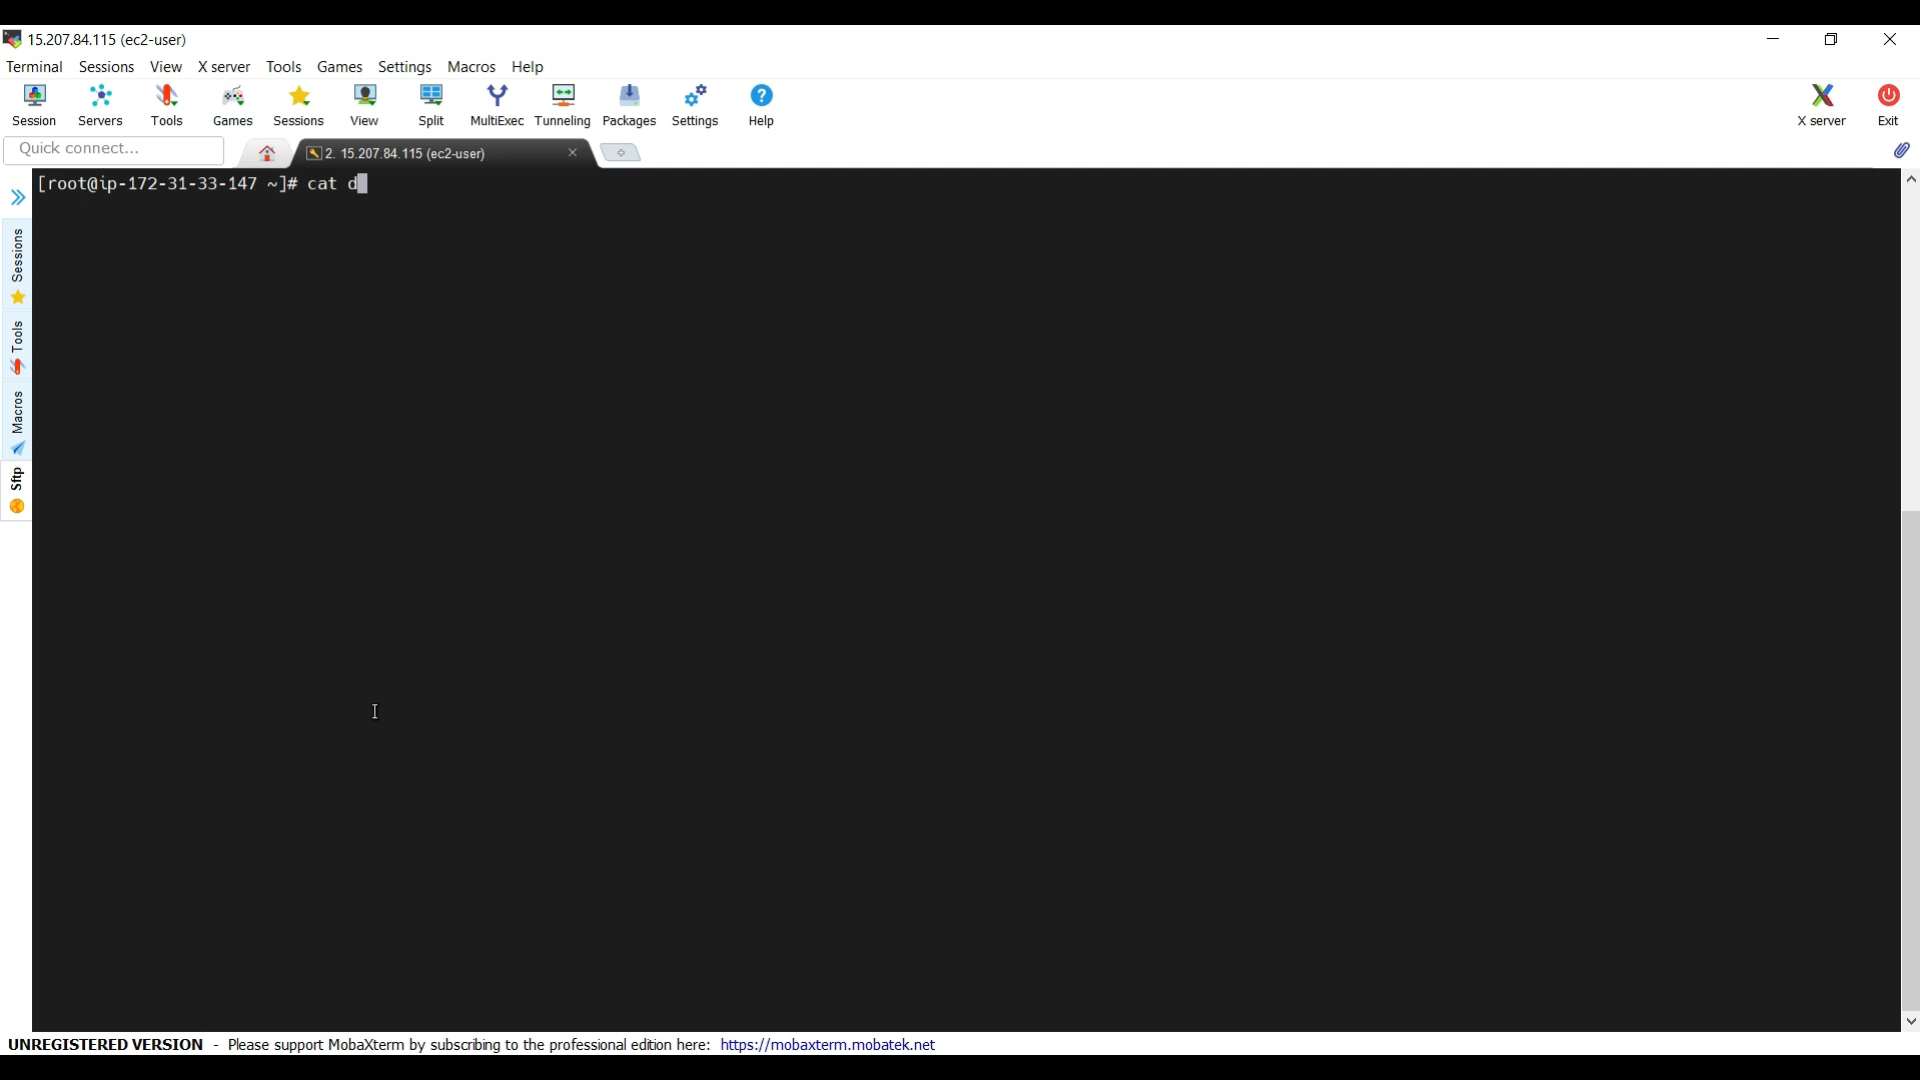 15.207.84.115 (ec2-user)
Terminal Sessions View X server Tools Games Settings Macros Help
Session Servers Tools Games Sessions View Split MultiExec Tunneling Packages Settings Help X server Exit
Quick connect... 2. 15.207.84.115 (ec2-user)
[root@ip-172-31-33-147 ~]# cat d
Sessions
Tools
Macros
Sftp
UNREGISTERED VERSION - Please support MobaXterm by subscribing to the professional edition here: https://mobaxterm.mobatek.net